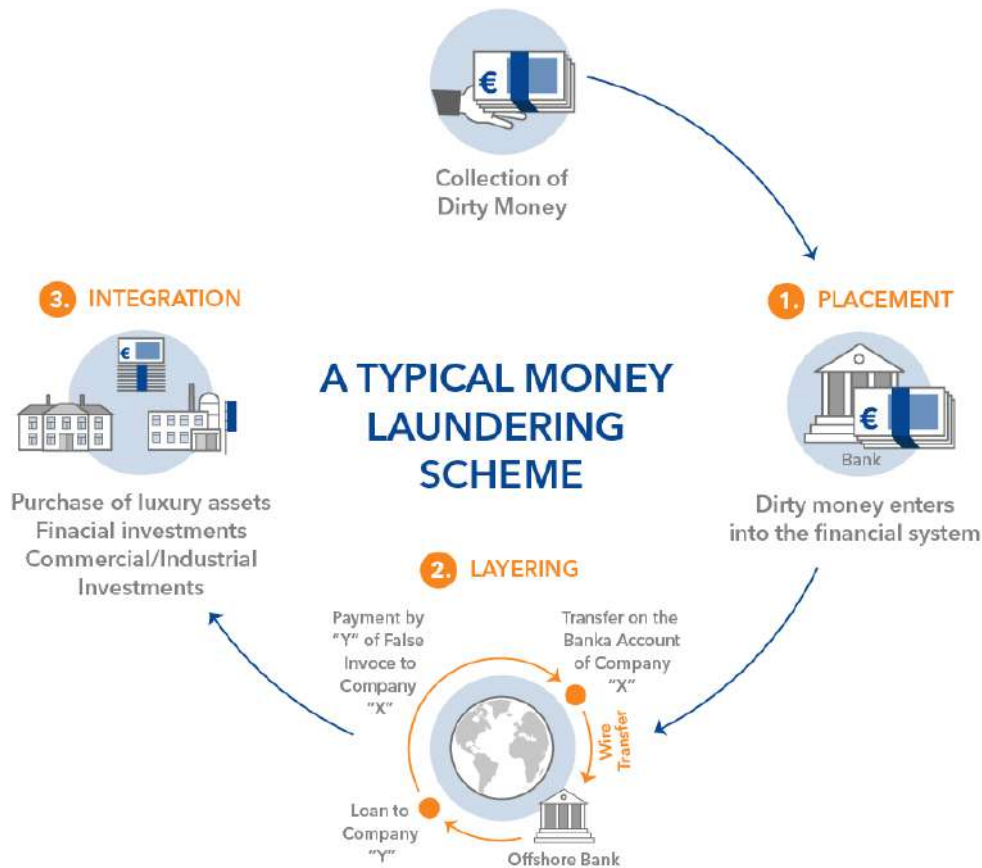 €
Collection of
Dirty Money
1. PLACEMENT
€
Bank
Dirty money enters
into the financial system
A TYPICAL MONEY
LAUNDERING
SCHEME
2. LAYERING
Transfer on the
Banka Account
of Company
"X"
Wire
Transfer
Offshore Bank
Loan to
Company
"Y"
Payment by
"Y" of False
Invoce to
Company
"X"
3. INTEGRATION
€
Purchase of luxury assets
Finacial investments
Commercial/Industrial
Investments